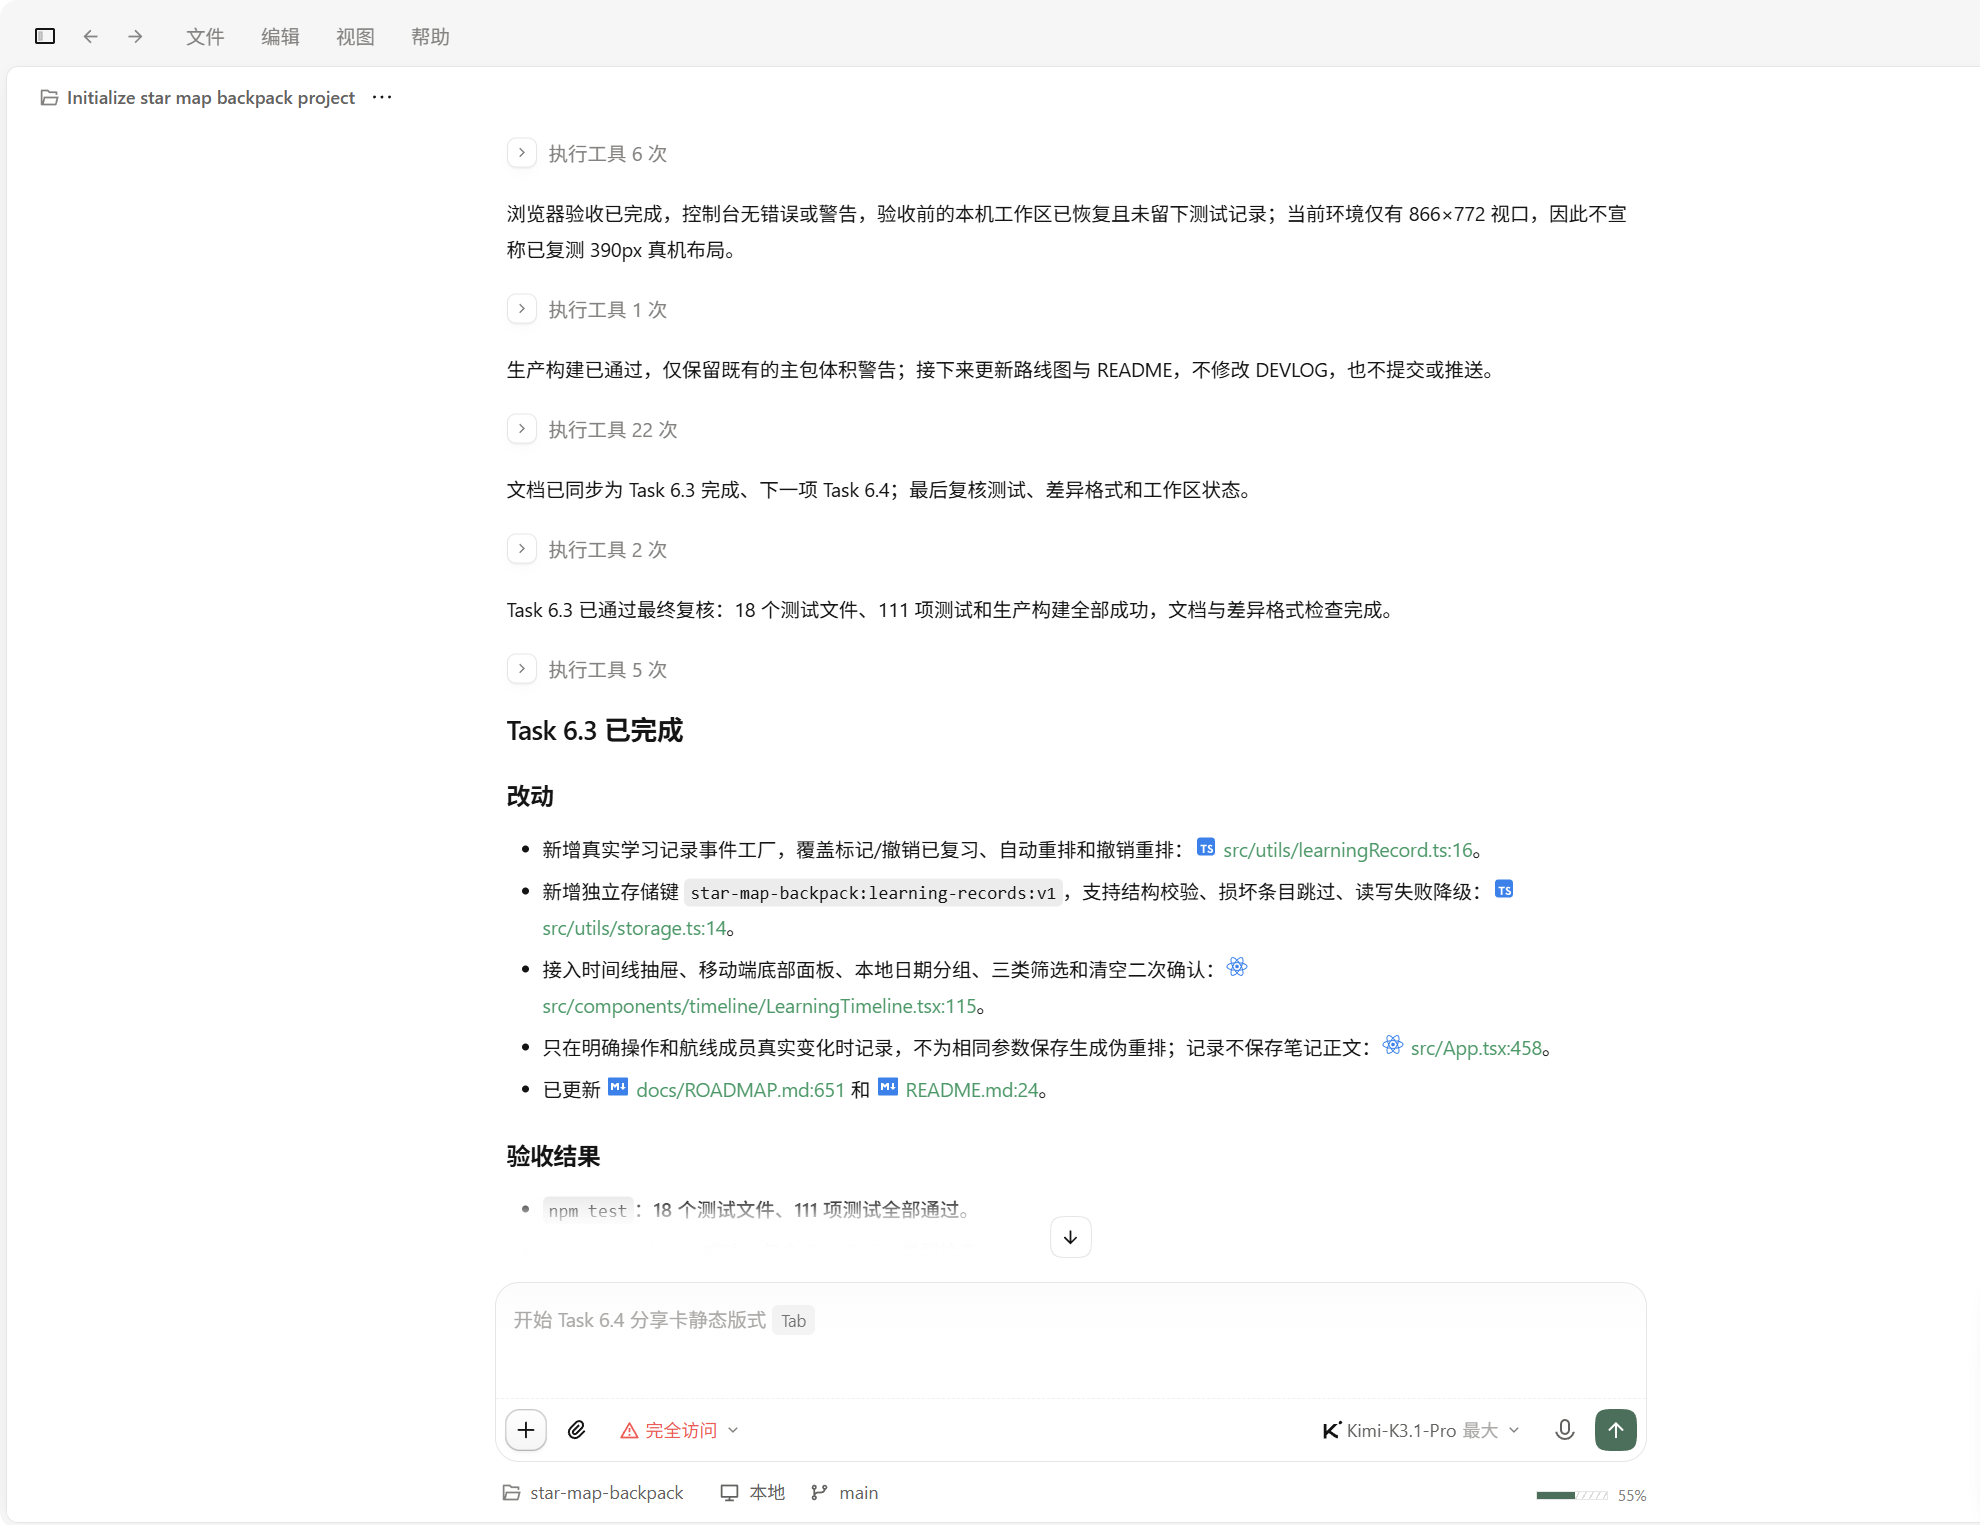 文件 编辑 视图 帮助
Initialize star map backpack project ···
执行工具 6 次
浏览器验收已完成，控制台无错误或警告，验收前的本机工作区已恢复且未留下测试记录；当前环境仅有 866×772 视口，因此不宣
称已复测 390px 真机布局。
执行工具 1 次
生产构建已通过，仅保留既有的主包体积警告；接下来更新路线图与 README，不修改 DEVLOG，也不提交或推送。
执行工具 22 次
文档已同步为 Task 6.3 完成、下一项 Task 6.4；最后复核测试、差异格式和工作区状态。
执行工具 2 次
Task 6.3 已通过最终复核：18 个测试文件、111 项测试和生产构建全部成功，文档与差异格式检查完成。
执行工具 5 次
Task 6.3 已完成
改动
• 新增真实学习记录事件工厂，覆盖标记/撤销已复习、自动重排和撤销重排： TS src/utils/learningRecord.ts:16。
• 新增独立存储键 star-map-backpack:learning-records:v1，支持结构校验、损坏条目跳过、读写失败降级： TS
src/utils/storage.ts:14。
• 接入时间线抽屉、移动端底部面板、本地日期分组、三类筛选和清空二次确认：
src/components/timeline/LearningTimeline.tsx:115。
• 只在明确操作和航线成员真实变化时记录，不为相同参数保存生成伪重排；记录不保存笔记正文： src/App.tsx:458。
• 已更新 M↓ docs/ROADMAP.md:651 和 M↓ README.md:24。
验收结果
• npm test：18 个测试文件、111 项测试全部通过。
开始 Task 6.4 分享卡静态版式 Tab
完全访问 Kimi-K3.1-Pro 最大
star-map-backpack 本地 main 55%